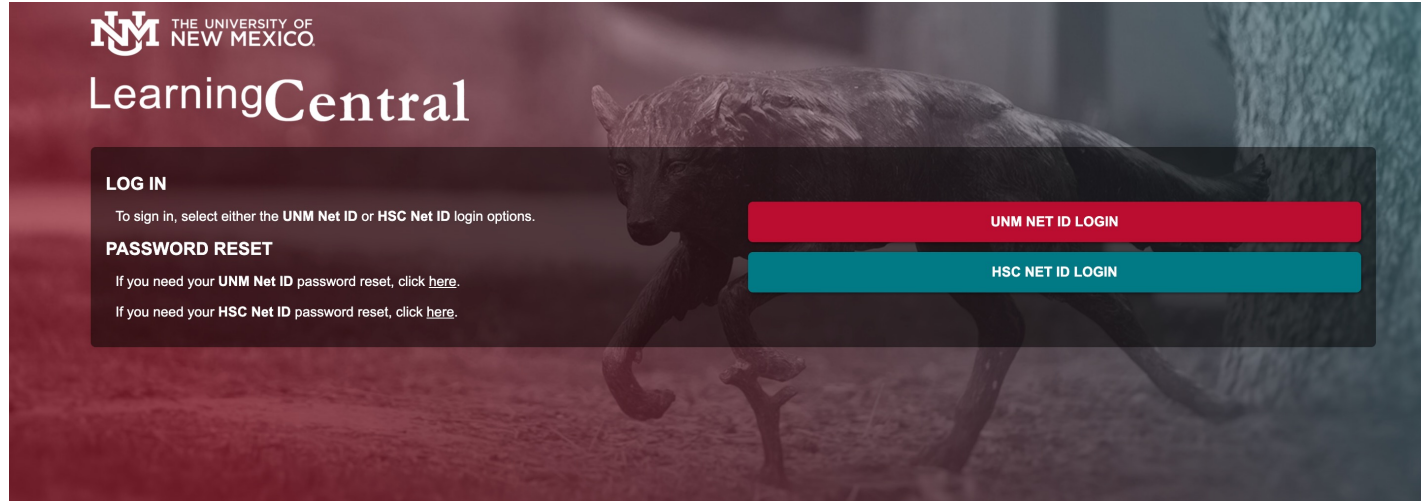 THE UNIVERSITY OF
NEW MEXICO.
LearningCentral
LOG IN
To sign in, select either the UNM Net ID or HSC Net ID login options.
PASSWORD RESET
If you need your UNM Net ID password reset, click here.
If you need your HSC Net ID password reset, click here.
UNM NET ID LOGIN
HSC NET ID LOGIN